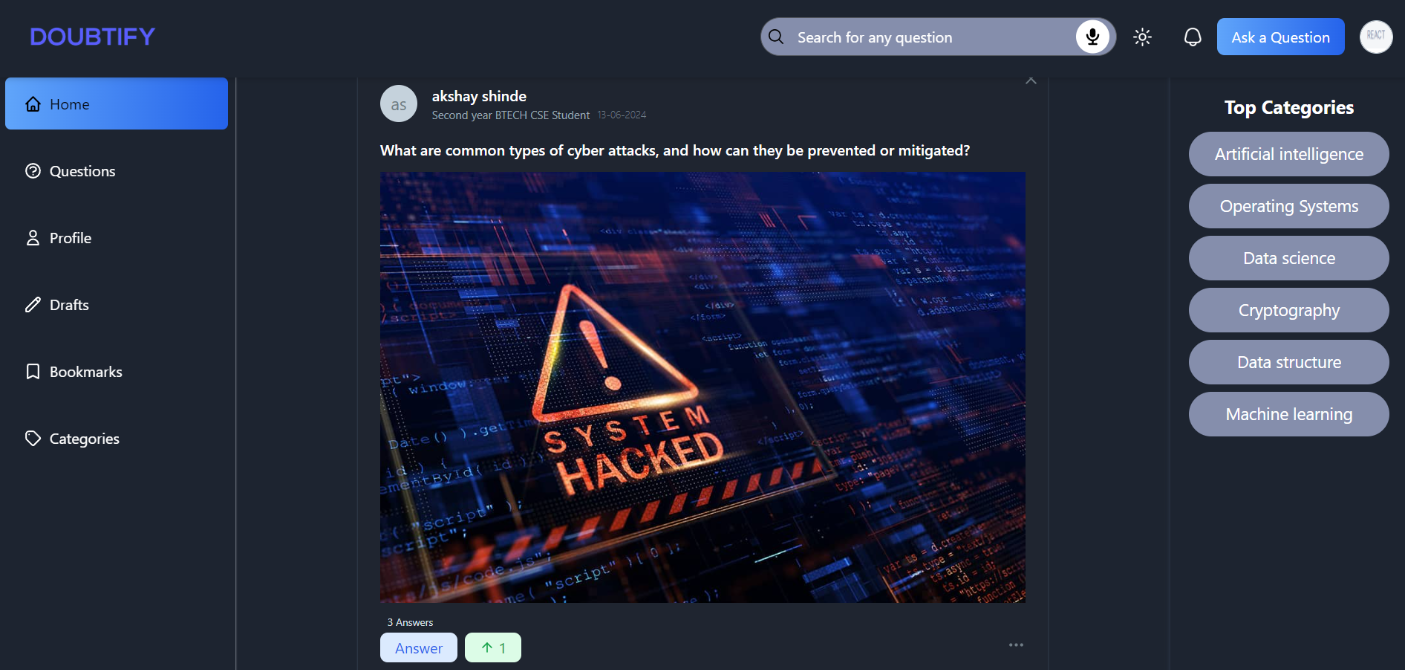 DOUBTIFY
Search for any question
Ask a Question
REACT
Home
Questions
Profile
Drafts
Bookmarks
Categories
as
akshay shinde
Second year BTECH CSE Student 13-06-2024
What are common types of cyber attacks, and how can they be prevented or mitigated?
SYSTEM
HACKED
3 Answers
Answer
1
Top Categories
Artificial intelligence
Operating Systems
Data science
Cryptography
Data structure
Machine learning